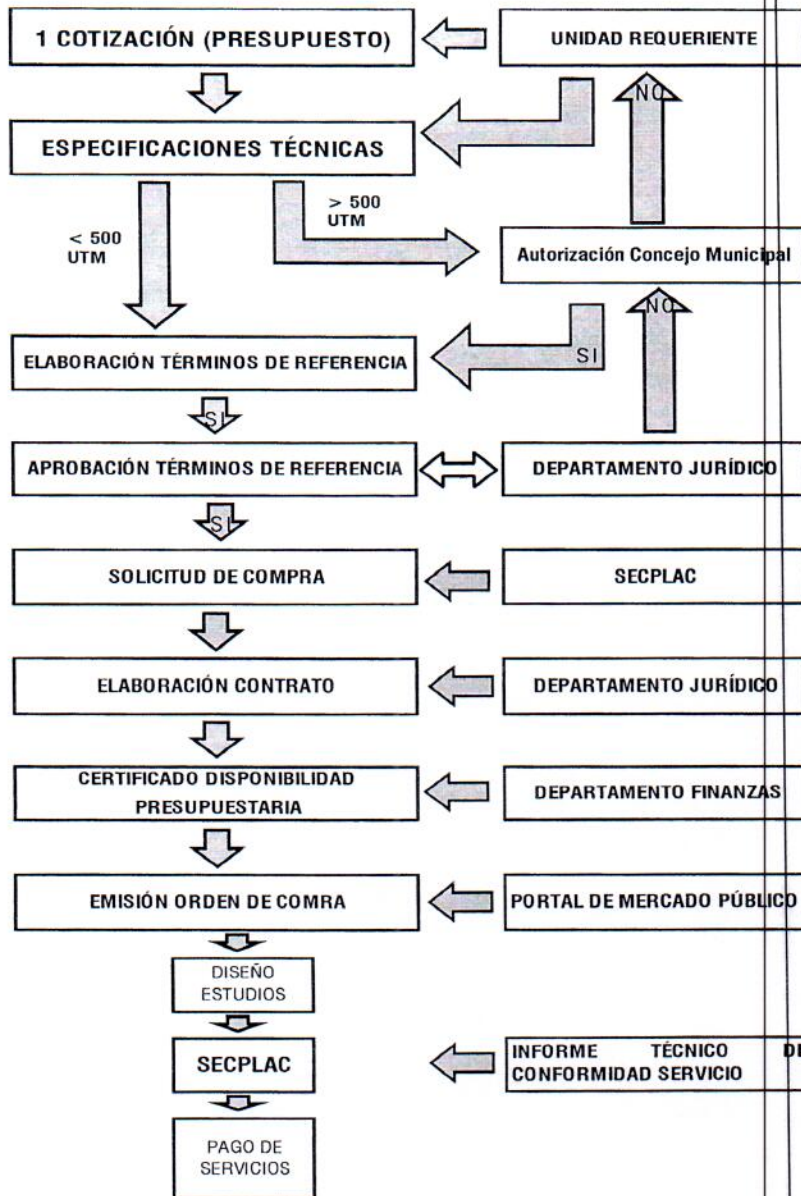 1 COTIZACIÓN (PRESUPUESTO)
UNIDAD REQUERIENTE
NO
ESPECIFICACIONES TÉCNICAS
> 500
UTM
< 500
UTM
Autorización Concejo Municipal
NO
SI
ELABORACIÓN TÉRMINOS DE REFERENCIA
SI
APROBACIÓN TÉRMINOS DE REFERENCIA
DEPARTAMENTO JURÍDICO
SI
SOLICITUD DE COMPRA
SECPLAC
ELABORACIÓN CONTRATO
DEPARTAMENTO JURÍDICO
CERTIFICADO DISPONIBILIDAD
PRESUPUESTARIA
DEPARTAMENTO FINANZAS
EMISIÓN ORDEN DE COMRA
PORTAL DE MERCADO PÚBLICO
DISEÑO
ESTUDIOS
SECPLAC
INFORME TÉCNICO DE
CONFORMIDAD SERVICIO
PAGO DE
SERVICIOS